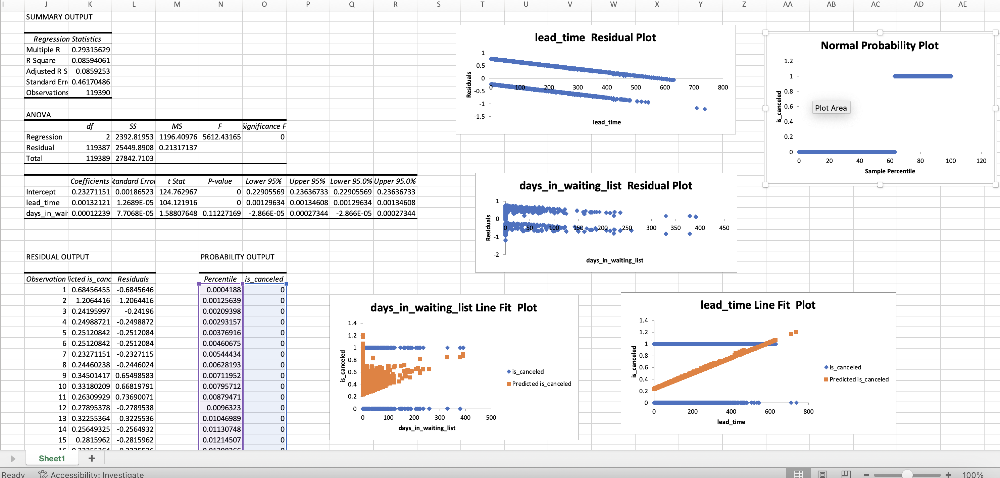 I J K L M N O P Q R S T U V W X Y Z AA AB AC AD AE
SUMMARY OUTPUT
Regression Statistics
Multiple R 0.29315629
R Square 0.08594061
Adjusted R S 0.0859253
Standard Err 0.46170486
Observations 119390
ANOVA
df SS MS F Significance F
Regression 2 2392.81953 1196.40976 5612.43165 0
Residual 119387 25449.8908 0.21317137
Total 119389 27842.7103
Coefficients Standard Error t Stat P-value Lower 95% Upper 95% Lower 95.0% Upper 95.0%
Intercept 0.23271151 0.00186523 124.762967 0 0.22905569 0.23636733 0.22905569 0.23636733
lead_time 0.00132121 1.2689E-05 104.121916 0 0.00129634 0.00134608 0.00129634 0.00134608
days_in_wai 0.00012239 7.7068E-05 1.58807648 0.11227169 -2.866E-05 0.00027344 -2.866E-05 0.00027344
RESIDUAL OUTPUT
PROBABILITY OUTPUT
Observation licted is_canc Residuals Percentile is_canceled
1 0.68456455 -0.6845646 0.0004188 0
2 1.2064416 -1.2064416 0.00125639 0
3 0.24195997 -0.24196 0.00209398 0
4 0.24988721 -0.2498872 0.00293157 0
5 0.25120842 -0.2512084 0.00376916 0
6 0.25120842 -0.2512084 0.00460675 0
7 0.23271151 -0.2327115 0.00544434 0
8 0.24460238 -0.2446024 0.00628193 0
9 0.34501417 0.65498583 0.00711952 0
10 0.33180209 0.66819791 0.00795712 0
11 0.26309929 0.73690071 0.00879471 0
12 0.27895378 -0.2789538 0.0096323 0
13 0.32255364 -0.3225536 0.01046989 0
14 0.25649325 -0.2564932 0.01130748 0
15 0.2815962 -0.2815962 0.01214507 0
lead_time Residual Plot
1
0.5
0
-0.5
-1
-1.5
0 100 200 300 400 500 600 700 800
Residuals
lead_time
Normal Probability Plot
1.2
1
0.8
0.6
0.4
0.2
0
0 20 40 60 80 100 120
is_canceled
Plot Area
Sample Percentile
days_in_waiting_list Residual Plot
1
0
-1
-2
0 50 100 150 200 250 300 350 400 450
Residuals
days_in_waiting_list
days_in_waiting_list Line Fit Plot
1.4
1.2
1
0.8
0.6
0.4
0.2
0
0 100 200 300 400 500
is_canceled
days_in_waiting_list
is_canceled
Predicted is_canceled
lead_time Line Fit Plot
1.4
1.2
1
0.8
0.6
0.4
0.2
0
0 200 400 600 800
is_canceled
lead_time
is_canceled
Predicted is_canceled
Sheet1 +
Ready Accessibility: Investigate
− + 100%